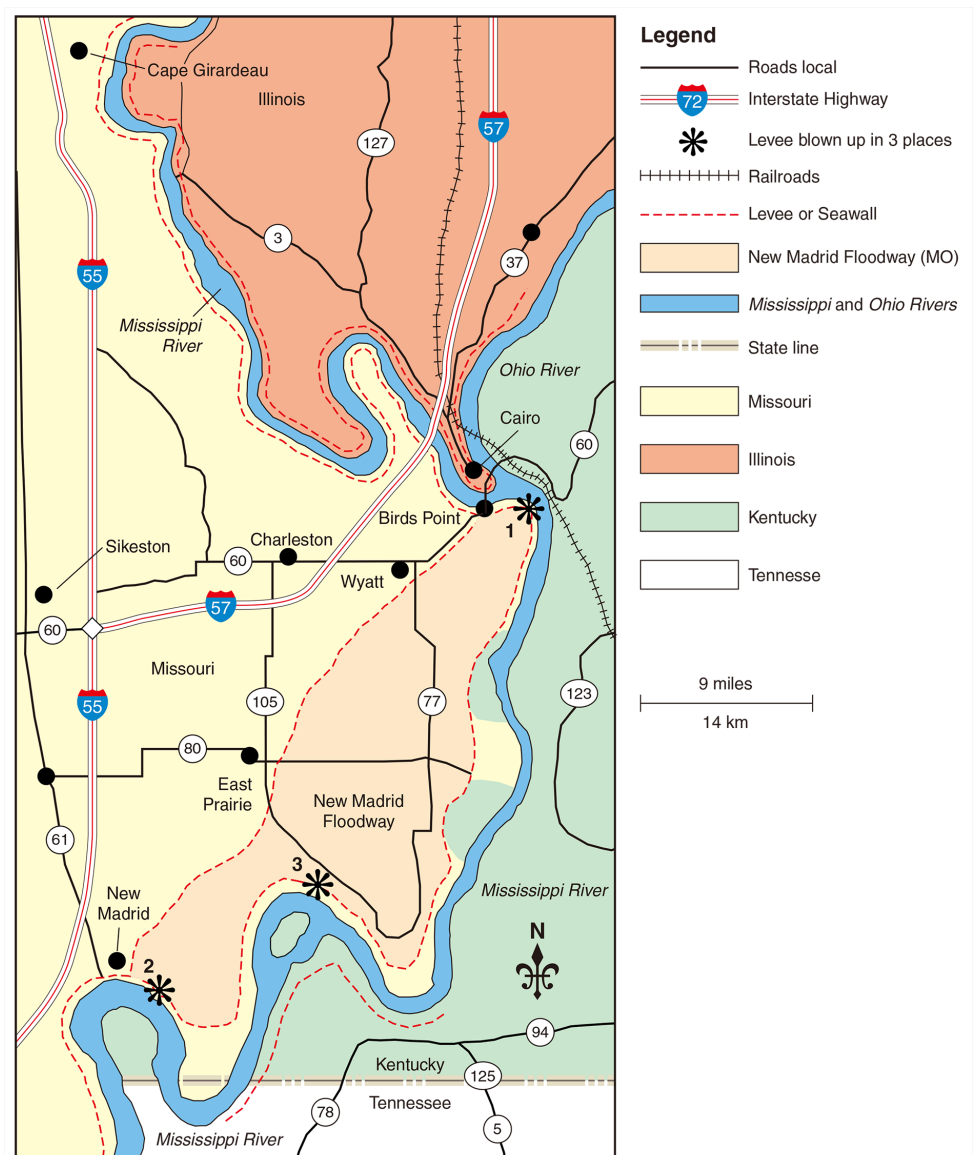 Cape Girardeau
Illinois
57
127
3
37
55
Mississippi
River
Ohio River
Cairo
60
Birds Point
1
Sikeston
Charleston
60
Wyatt
57
60
Missouri
55
105
77
123
80
East
Prairie
New Madrid
Floodway
61
3
Mississippi River
New
Madrid
N
2
94
Kentucky
125
Tennessee
78
5
Mississippi River
Legend
Roads local
72
Interstate Highway
Levee blown up in 3 places
Railroads
Levee or Seawall
New Madrid Floodway (MO)
Mississippi and Ohio Rivers
State line
Missouri
Illinois
Kentucky
Tennesse
9 miles
14 km